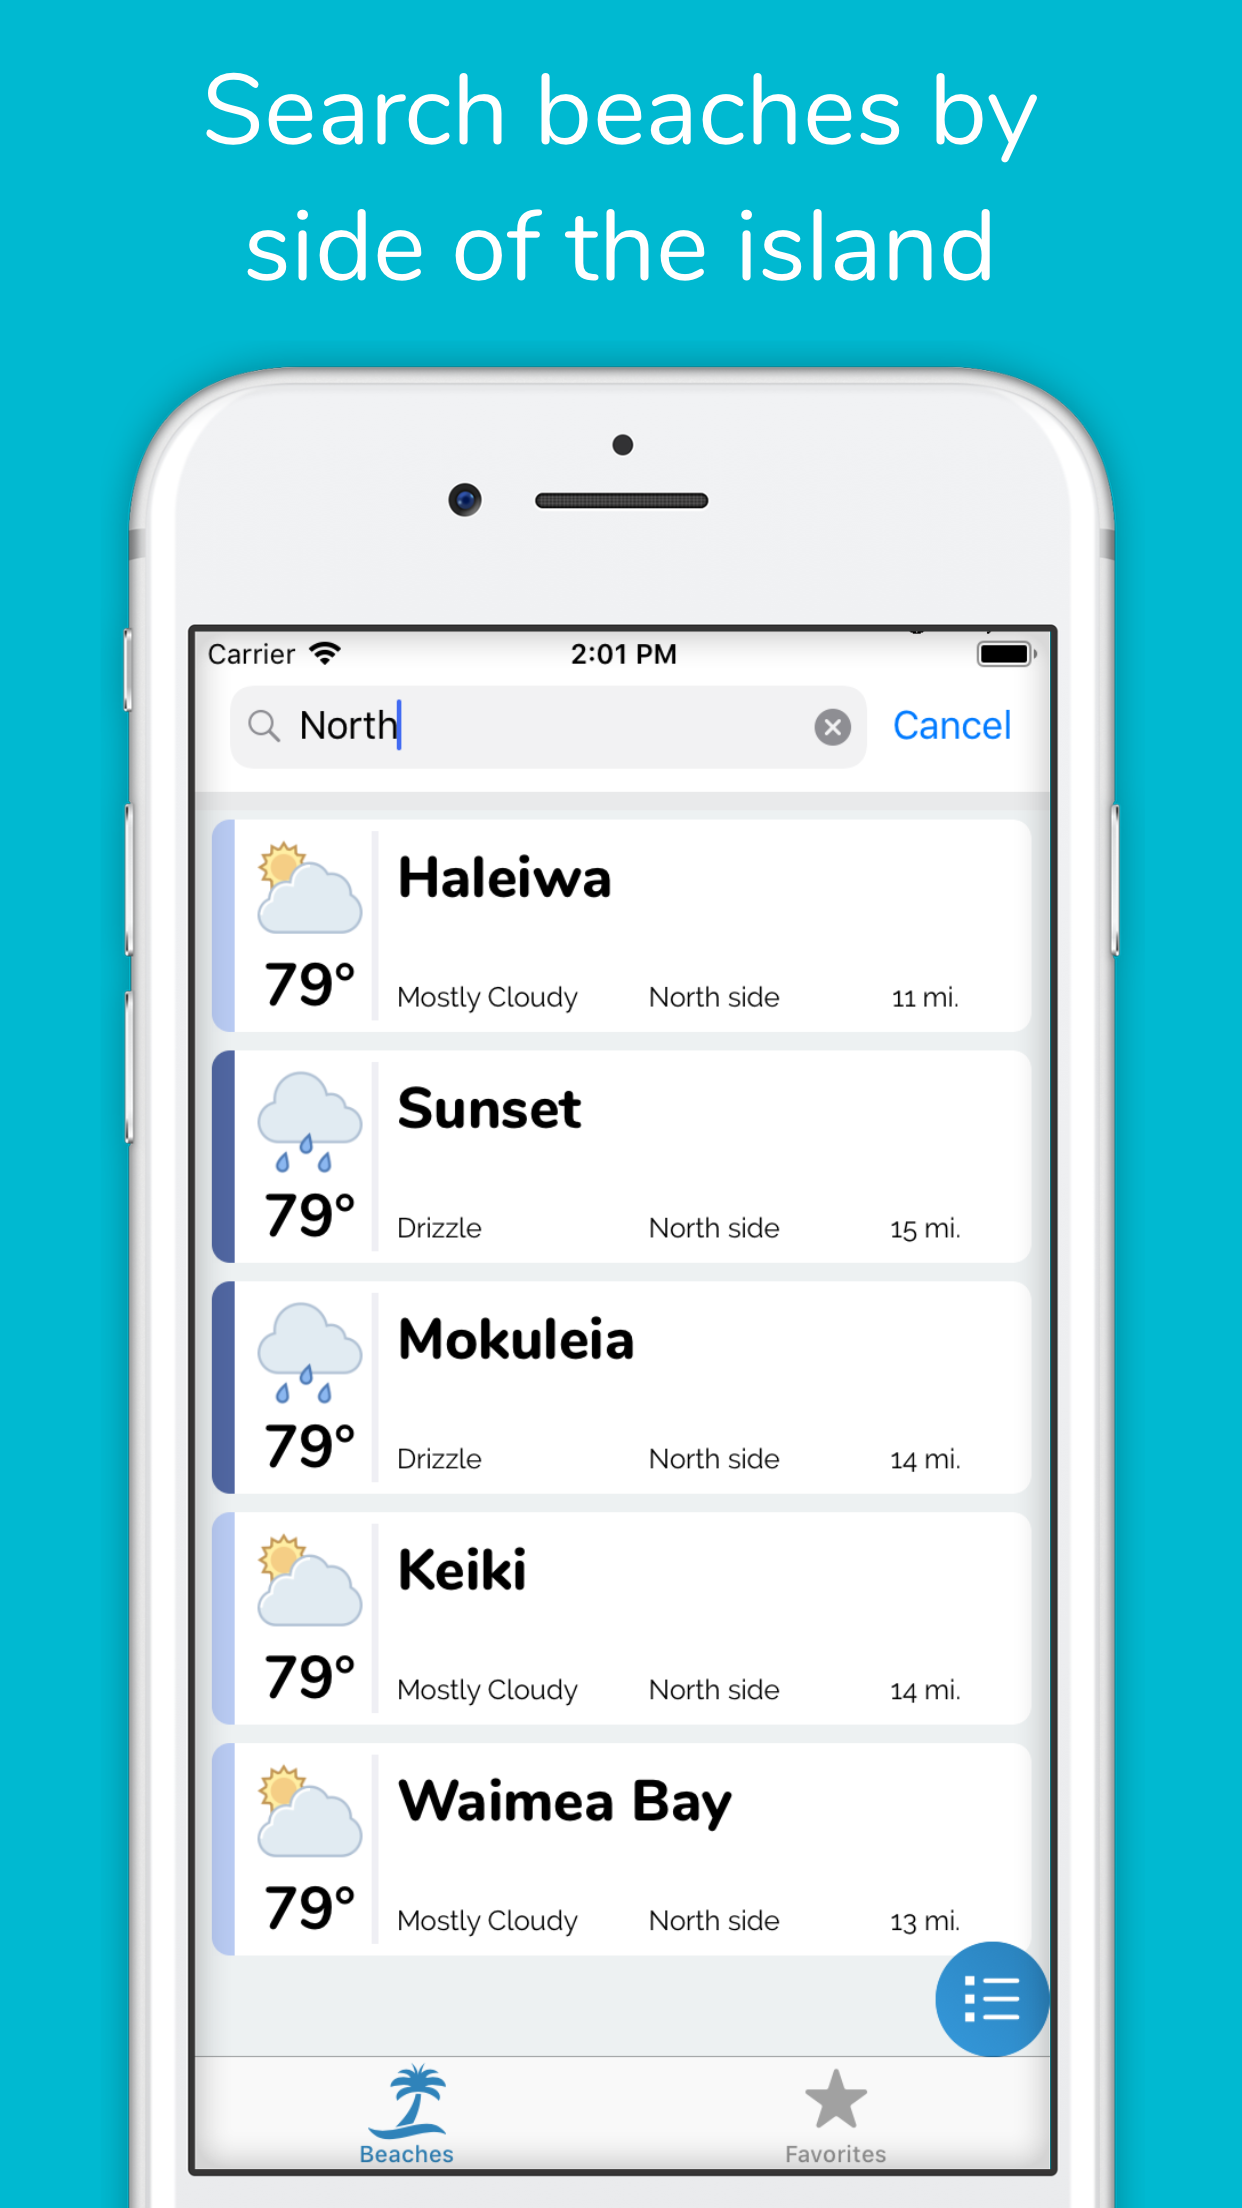 Search beaches by
side of the island
Carrier 2:01 PM
North Cancel
Haleiwa
79° Mostly Cloudy North side 11 mi.
Sunset
79° Drizzle North side 15 mi.
Mokuleia
79° Drizzle North side 14 mi.
Keiki
79° Mostly Cloudy North side 14 mi.
Waimea Bay
79° Mostly Cloudy North side 13 mi.
Beaches Favorites